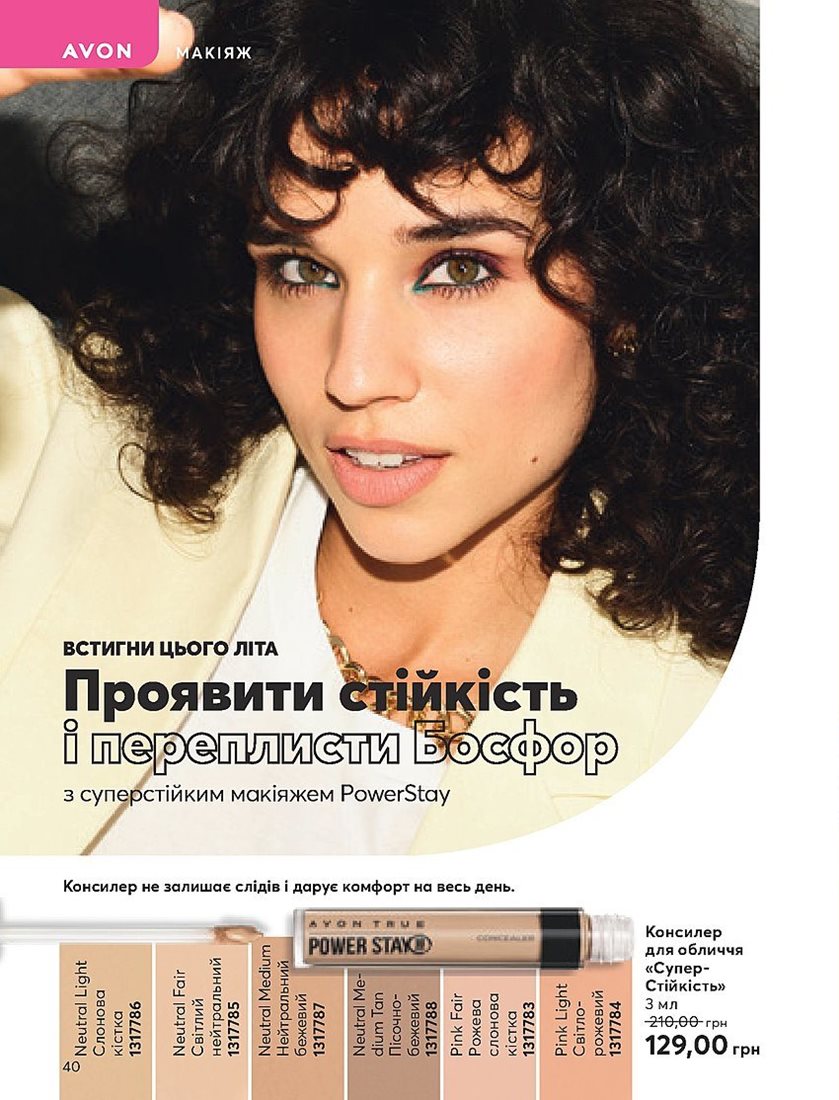 AVON
МАКІЯЖ
ВСТИГНИ ЦЬОГО ЛІТА
Проявити стійкість
і переплисти Босфор
з суперстійким макіяжем PowerStay
Консилер не залишає слідів і дарує комфорт на весь день.
AVON TRUE
POWER STAY
CONCEALER
Консилер
для обличчя
«Супер-
Стійкість»
3 мл
210,00 грн
129,00 грн
Neutral Light
Слонова
кістка
1317786
Neutral Fair
Світлий
нейтральний
1317785
Neutral Medium
Нейтральний
бежевий
1317787
Neutral Me-
dium Tan
Пісочно-
бежевий
1317788
Pink Fair
Рожева
слонова
кістка
1317783
Pink Light
Світло-
рожевий
1317784
40